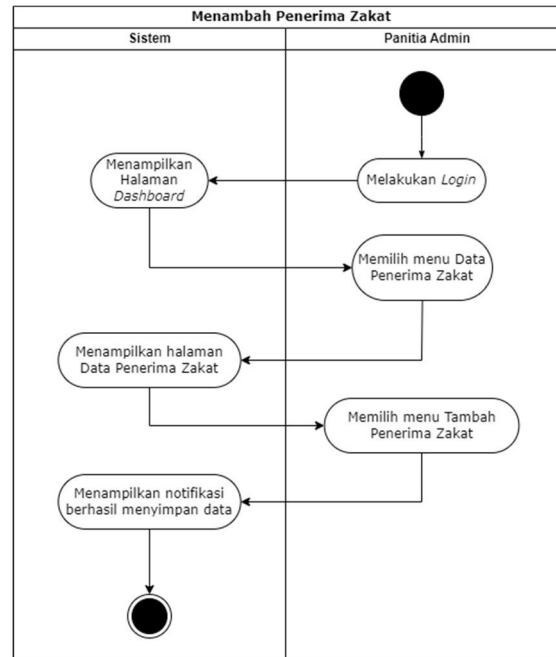 Menambah Penerima Zakat
Sistem
Panitia Admin
Melakukan Login
Menampilkan
Halaman
Dashboard
Memilih menu Data
Penerima Zakat
Menampilkan halaman
Data Penerima Zakat
Memilih menu Tambah
Penerima Zakat
Menampilkan notifikasi
berhasil menyimpan data